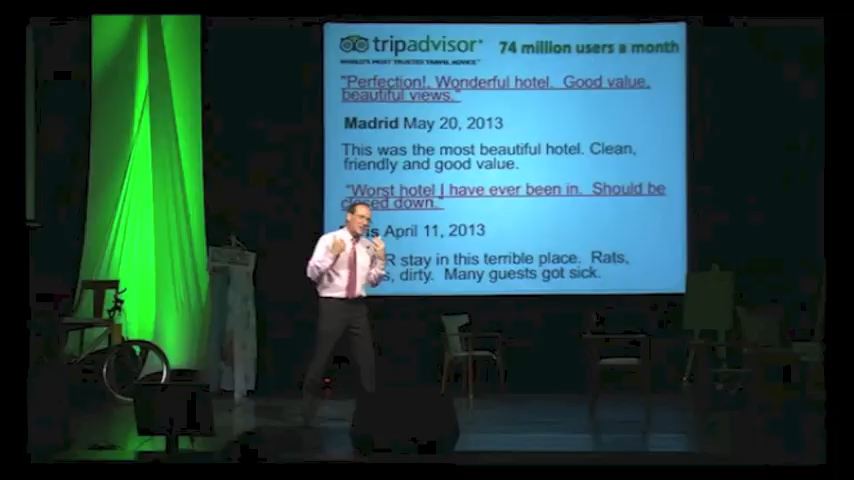 tripadvisor® 74 million users a month
WORLD'S MOST TRUSTED TRAVEL ADVICE™
"Perfection!. Wonderful hotel. Good value,
beautiful views."
Madrid May 20, 2013
This was the most beautiful hotel. Clean,
friendly and good value.
"Worst hotel I have ever been in. Should be
closed down."
is April 11, 2013
R stay in this terrible place. Rats,
s, dirty. Many guests got sick.